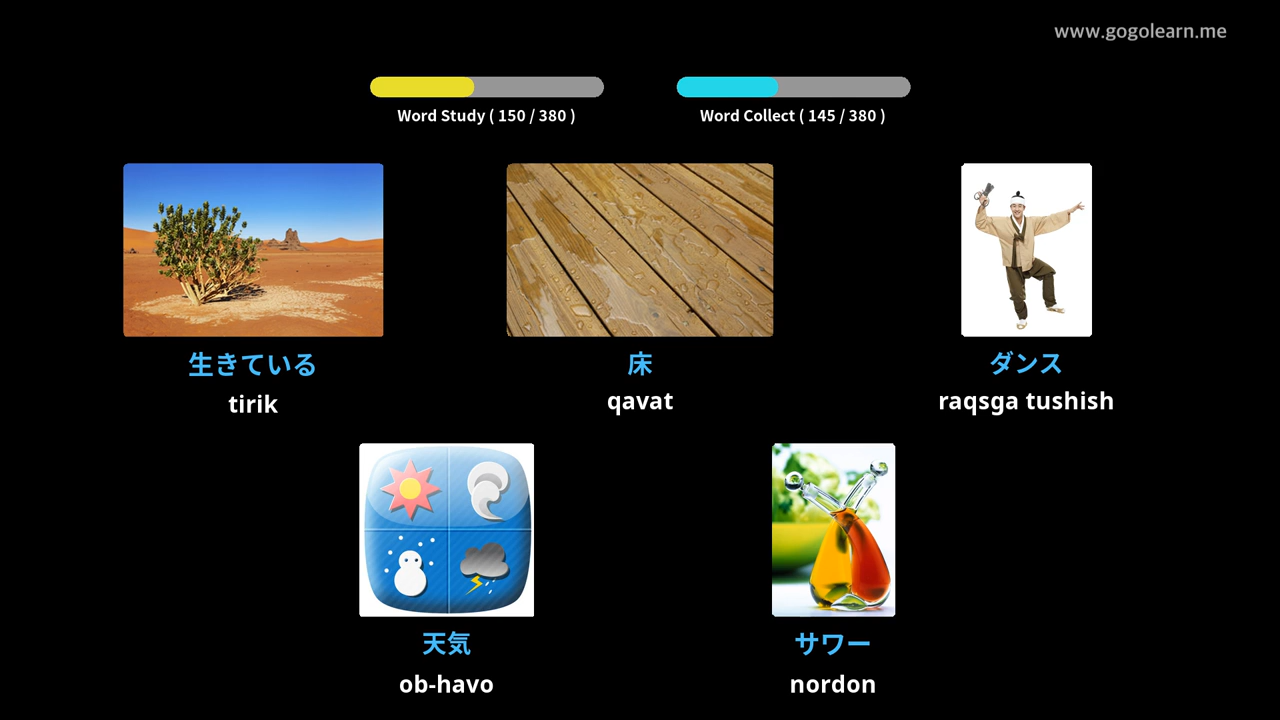 www.gogolearn.me
Word Study ( 150 / 380 )
Word Collect ( 145 / 380 )
生きている
tirik
床
qavat
ダンス
raqsga tushish
天気
ob-havo
サワー
nordon